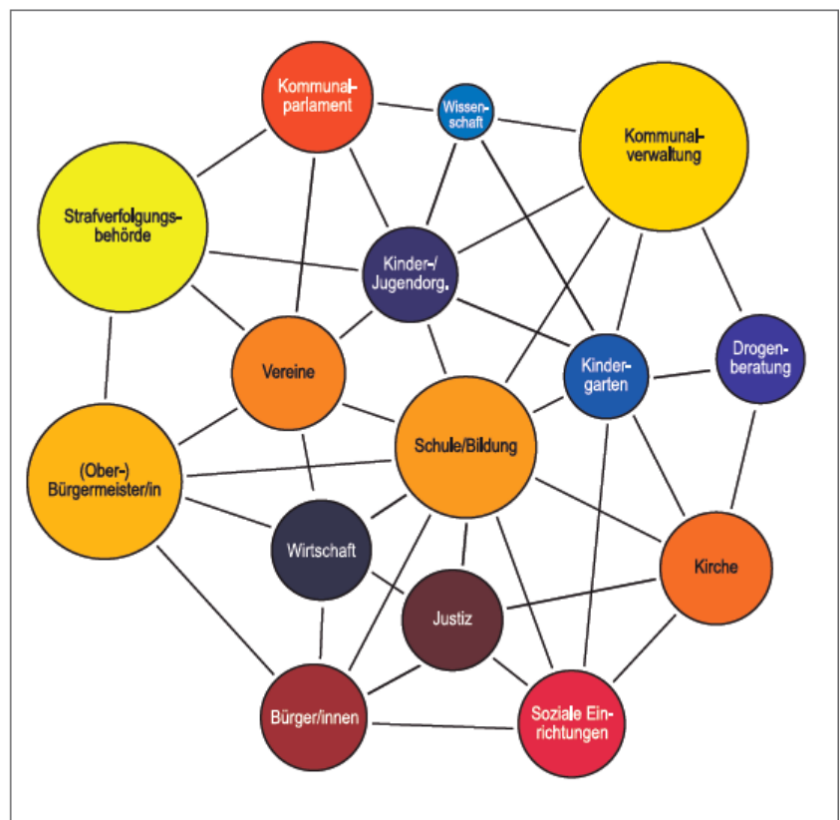 Kommunal-
parlament
Wissen-
schaft
Kommunal-
verwaltung
Strafverfolgungs-
behörde
Kinder-/
Jugendorg.
Vereine
Kinder-
garten
Drogen-
beratung
(Ober-)
Bürgermeister/in
Schule/Bildung
Wirtschaft
Kirche
Justiz
Bürger/innen
Soziale Ein-
richtungen